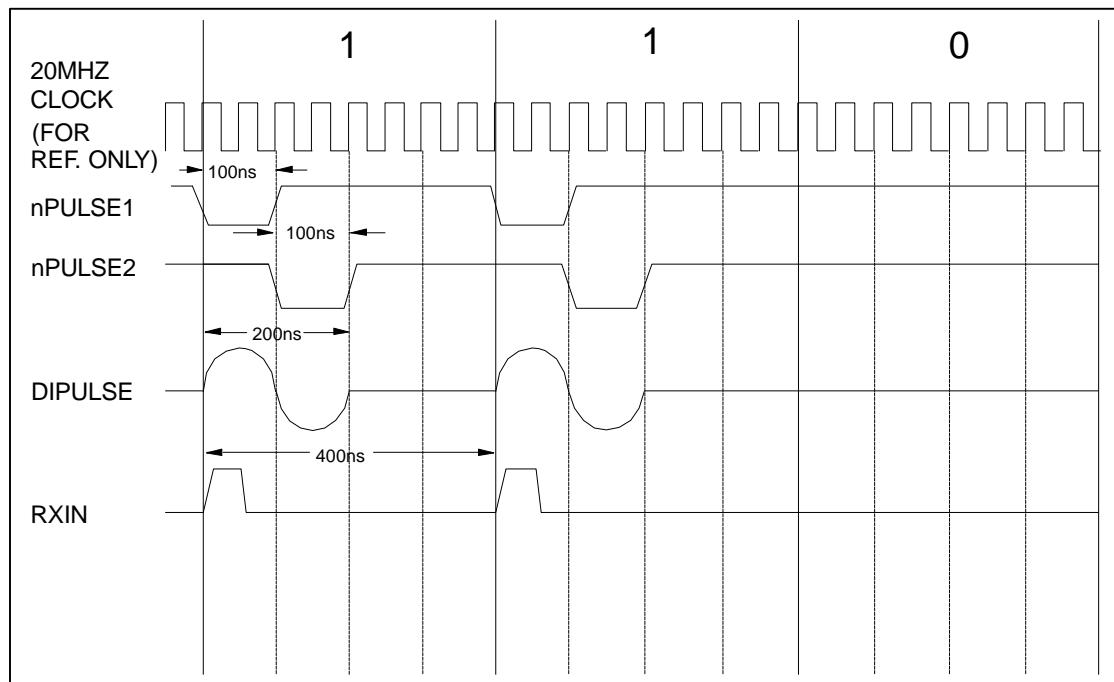 1 1 0
20MHZ
CLOCK
(FOR
REF. ONLY)
100ns
nPULSE1
100ns
nPULSE2
200ns
DIPULSE
400ns
RXIN